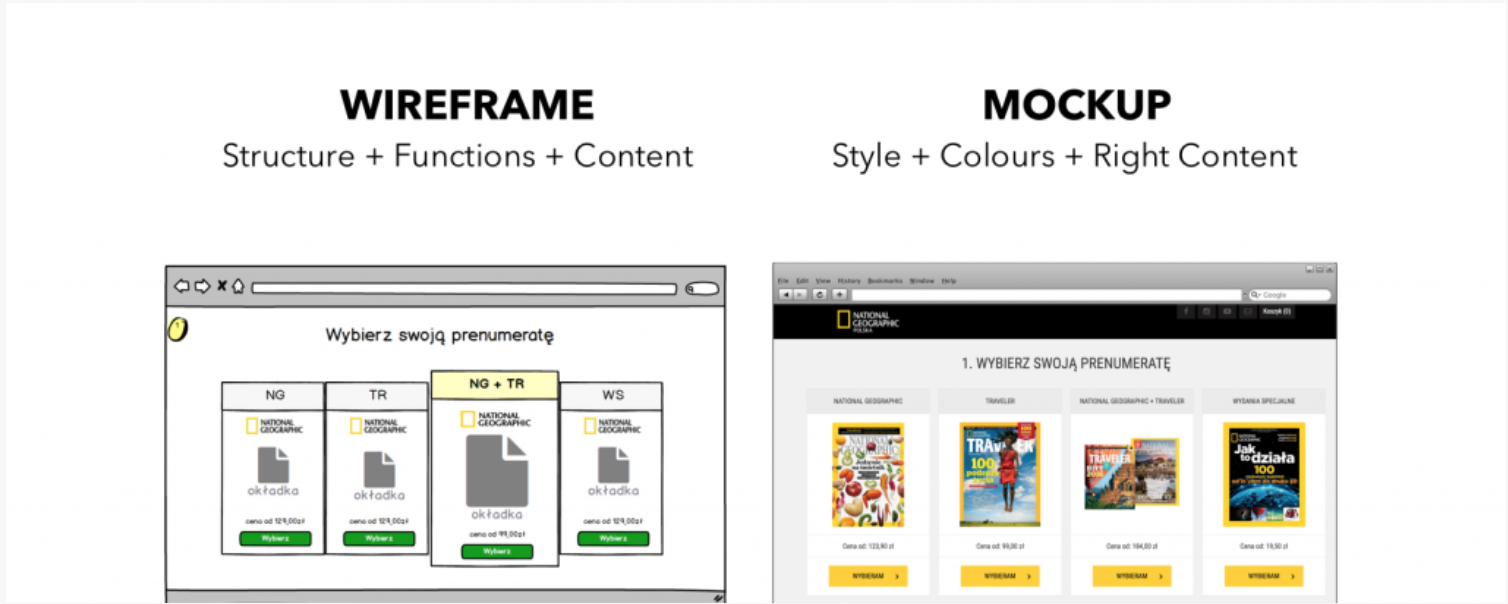 WIREFRAME
Structure + Functions + Content
Wybierz swoją prenumeratę
NG
NATIONAL
GEOGRAPHIC
okładka
cena od 129,00zł
Wybierz
TR
NATIONAL
GEOGRAPHIC
okładka
cena od 129,00zł
Wybierz
NG + TR
NATIONAL
GEOGRAPHIC
okładka
cena od 99,00zł
Wybierz
WS
NATIONAL
GEOGRAPHIC
okładka
cena od 129,00zł
Wybierz
MOCKUP
Style + Colours + Right Content
File Edit View History Bookmarks Window Help
Google
NATIONAL
GEOGRAPHIC
POLSKA
Koszyk (0)
1. WYBIERZ SWOJĄ PRENUMERATĘ
NATIONAL GEOGRAPHIC
NATIONAL
GEOGRAPHIC
Cena od: 123,90 zł
WYBIERAM
TRAVELER
TRAVELER
100
Cena od: 99,00 zł
WYBIERAM
NATIONAL GEOGRAPHIC + TRAVELER
TRAVELER
Cena od: 184,00 zł
WYBIERAM
WYDANIA SPECJALNE
Jak
to działa
100
Cena od: 19,50 zł
WYBIERAM